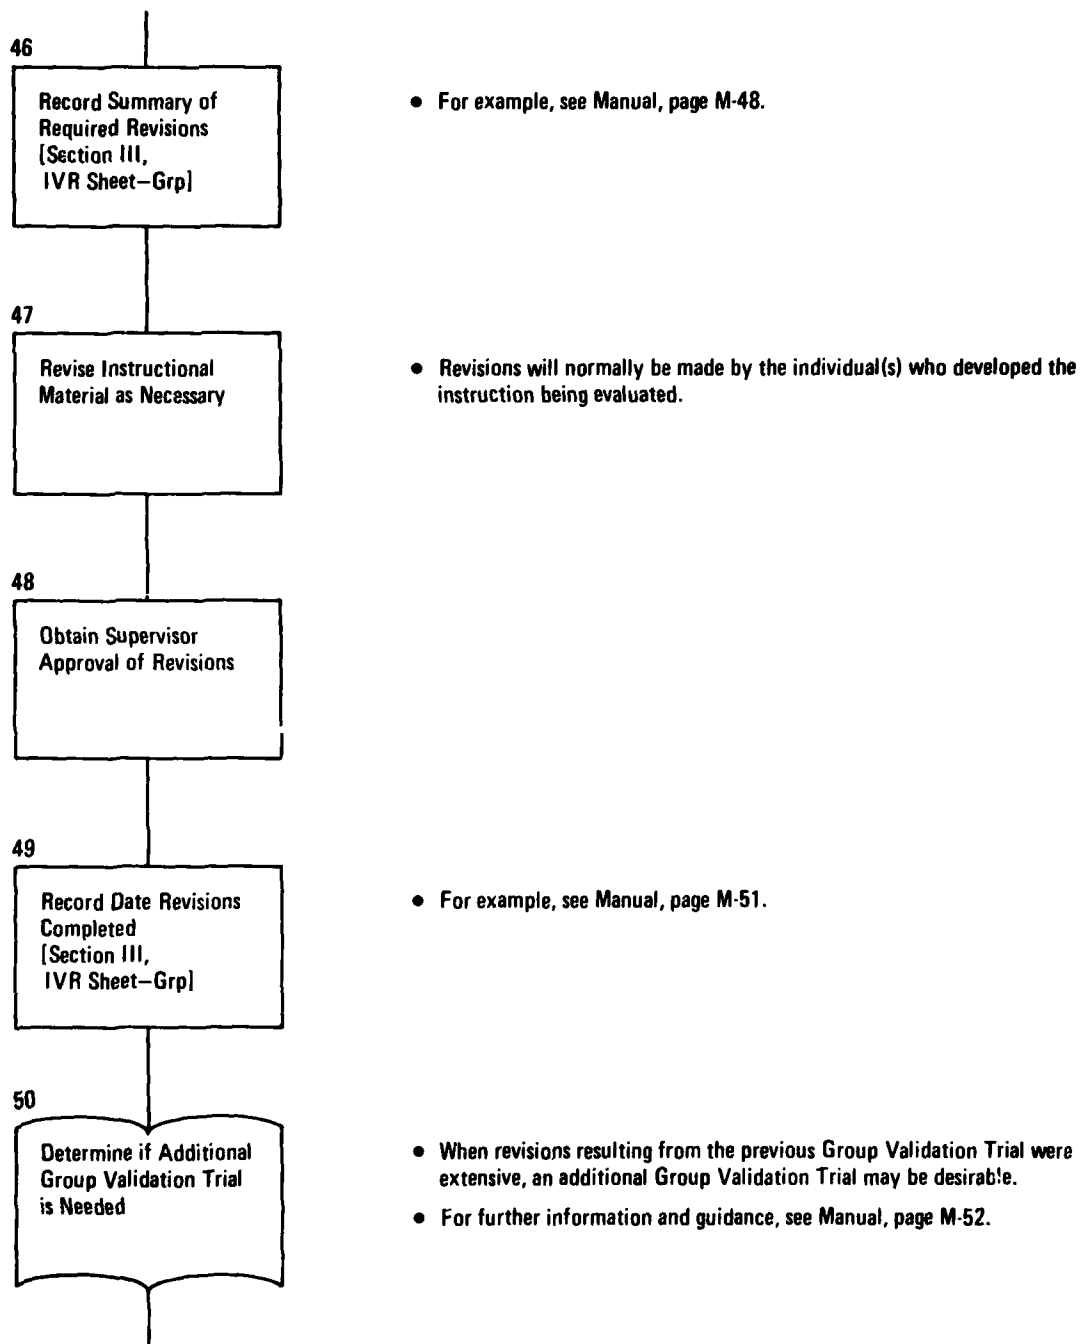 46
Record Summary of
Required Revisions
[Section III,
IVR Sheet–Grp]
• For example, see Manual, page M-48.
47
Revise Instructional
Material as Necessary
• Revisions will normally be made by the individual(s) who developed the
instruction being evaluated.
48
Obtain Supervisor
Approval of Revisions
49
Record Date Revisions
Completed
[Section III,
IVR Sheet–Grp]
• For example, see Manual, page M-51.
50
Determine if Additional
Group Validation Trial
is Needed
• When revisions resulting from the previous Group Validation Trial were
extensive, an additional Group Validation Trial may be desirable.
• For further information and guidance, see Manual, page M-52.